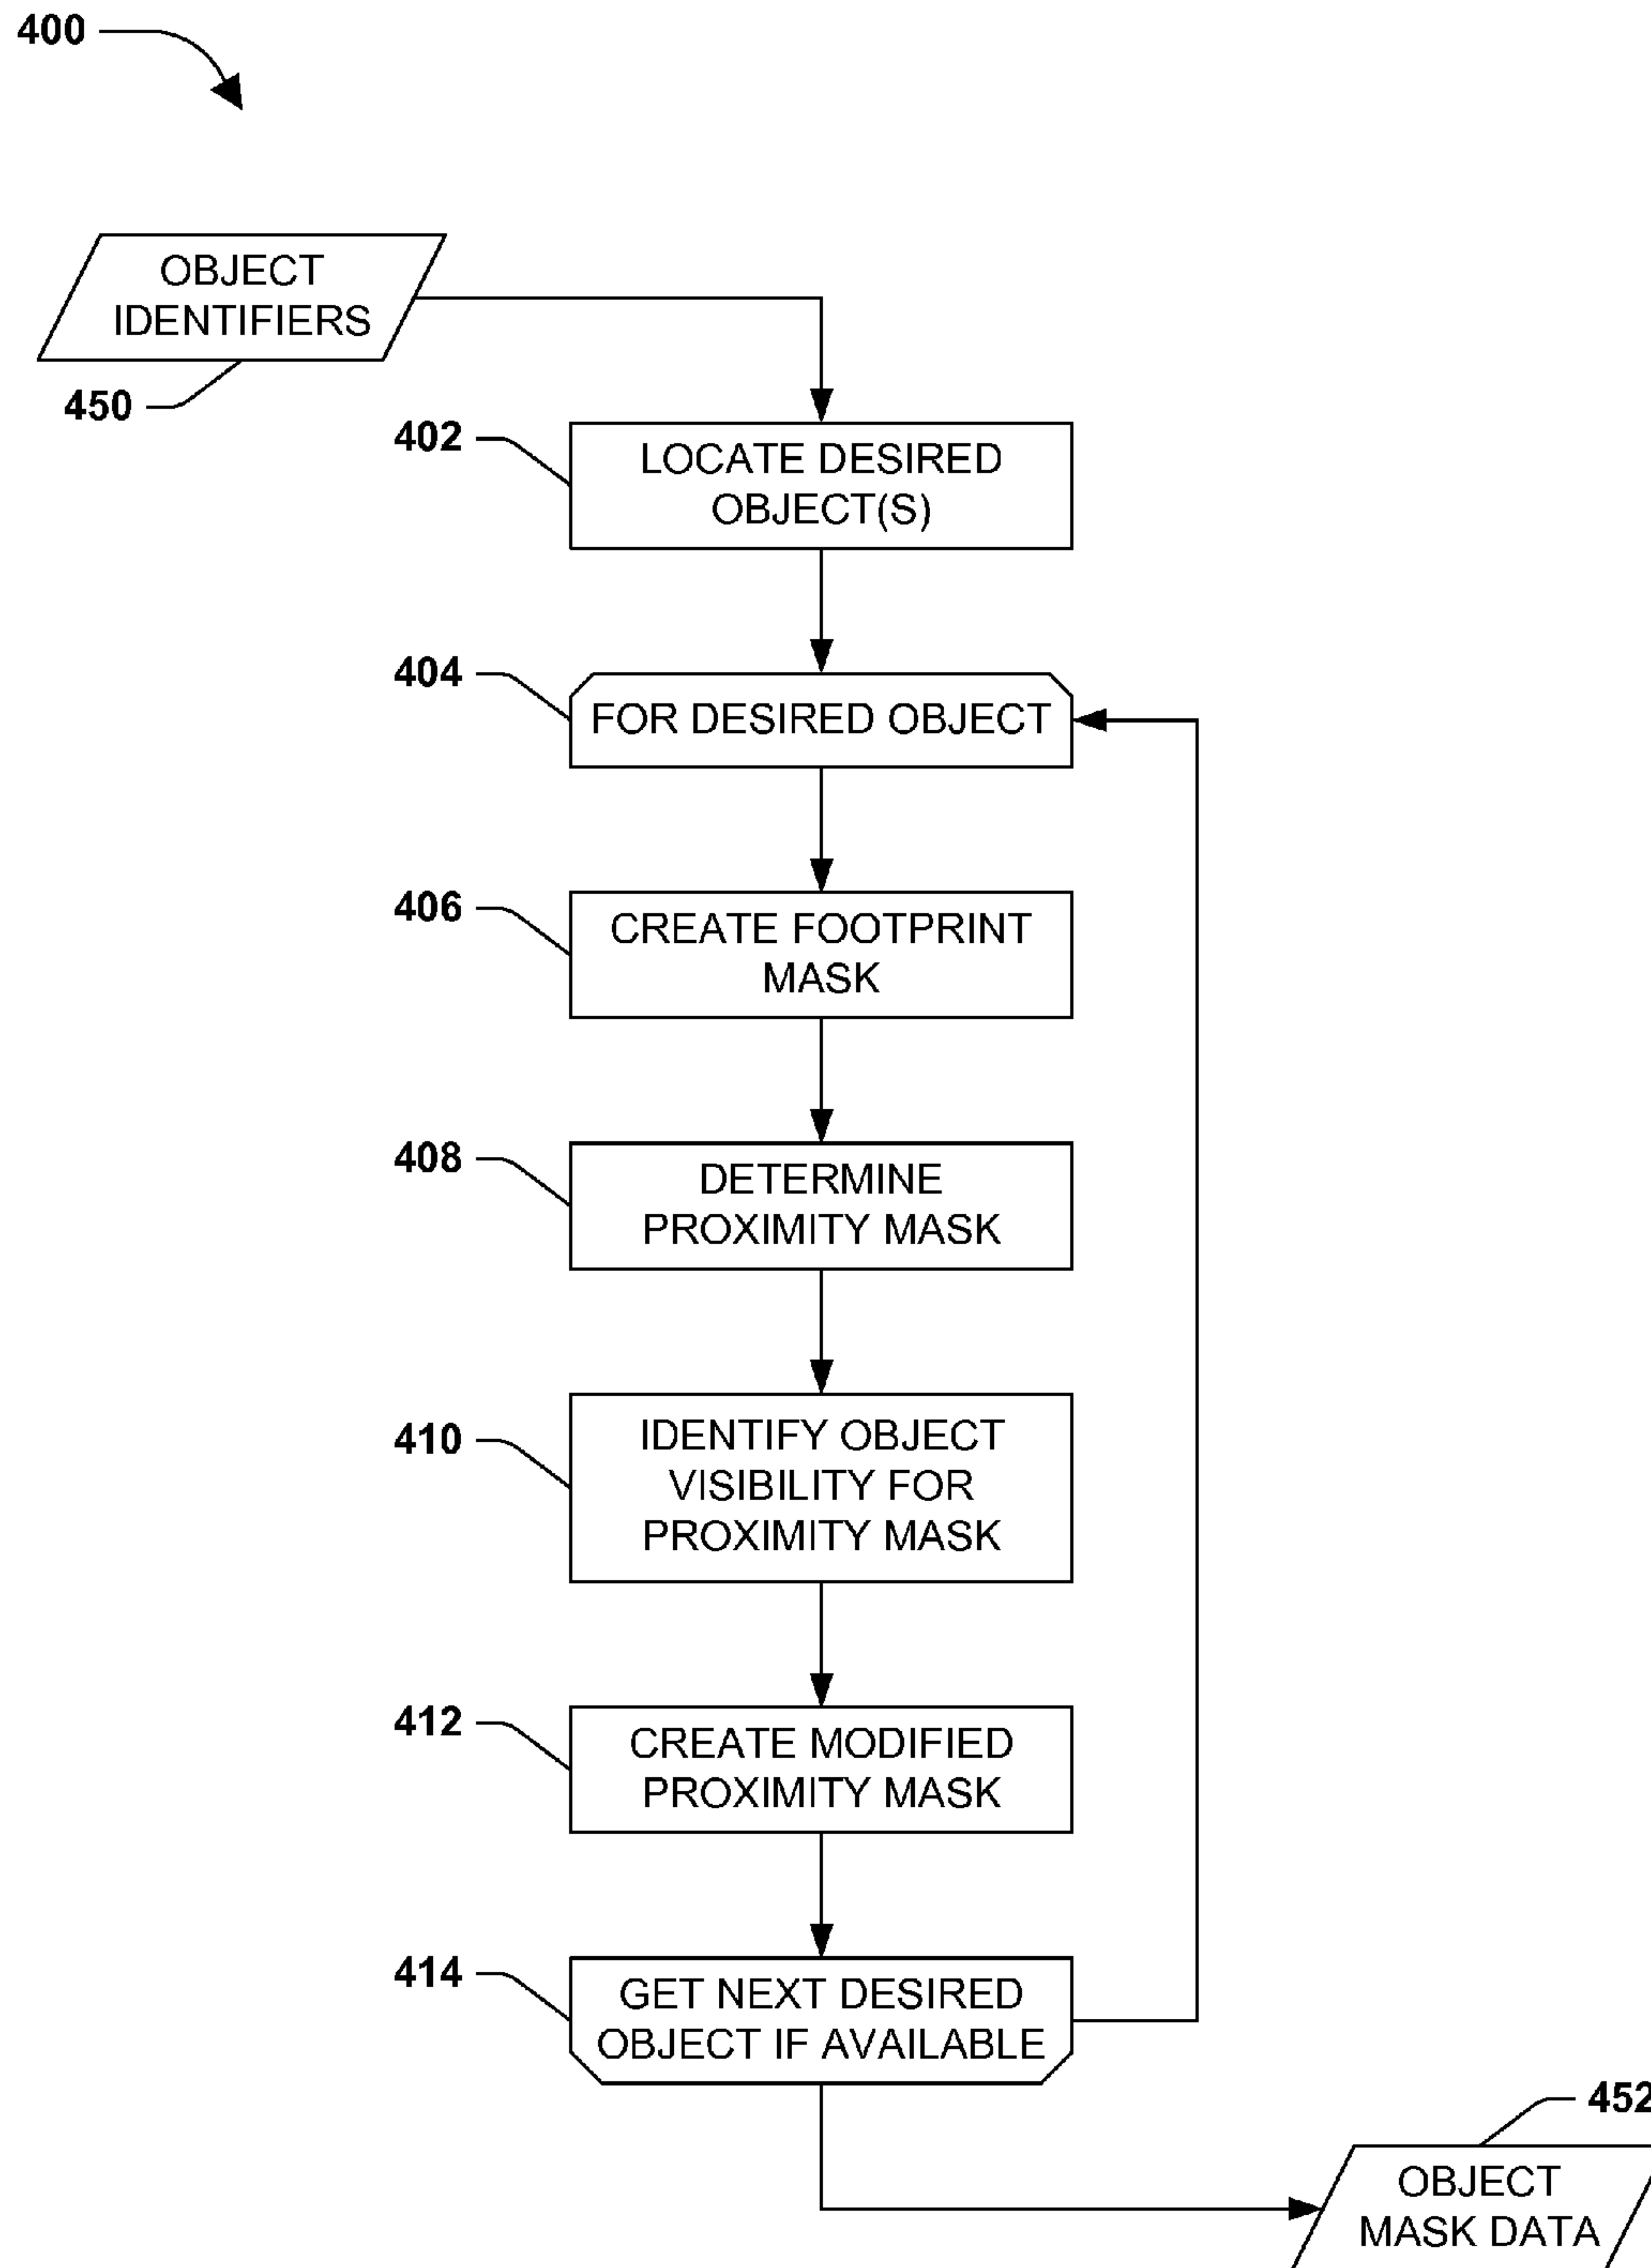 400
OBJECT
IDENTIFIERS
450
402
LOCATE DESIRED
OBJECT(S)
404
FOR DESIRED OBJECT
406
CREATE FOOTPRINT
MASK
408
DETERMINE
PROXIMITY MASK
410
IDENTIFY OBJECT
VISIBILITY FOR
PROXIMITY MASK
412
CREATE MODIFIED
PROXIMITY MASK
414
GET NEXT DESIRED
OBJECT IF AVAILABLE
452
OBJECT
MASK DATA